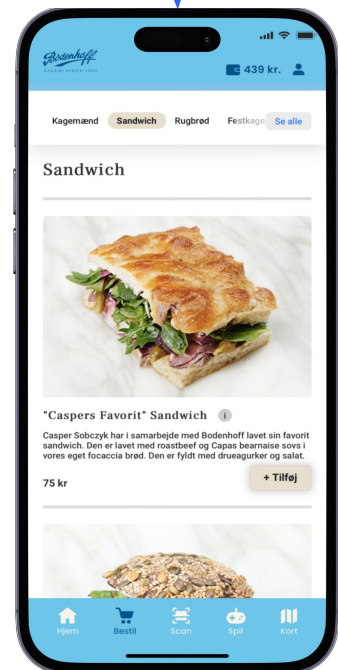 Bodenhoff
BAGERI SIDEN 1893
439 kr.
Kagemænd Sandwich Rugbrød Festkage Se alle
Sandwich
"Caspers Favorit" Sandwich i
Casper Sobczyk har i samarbejde med Bodenhoff lavet sin favorit
sandwich. Den er lavet med roastbeef og Capas bearnaise sovs i
vores eget focaccia brød. Den er fyldt med drueagurker og salat.
75 kr
+ Tilføj
Hjem Bestil Scan Spil Kort